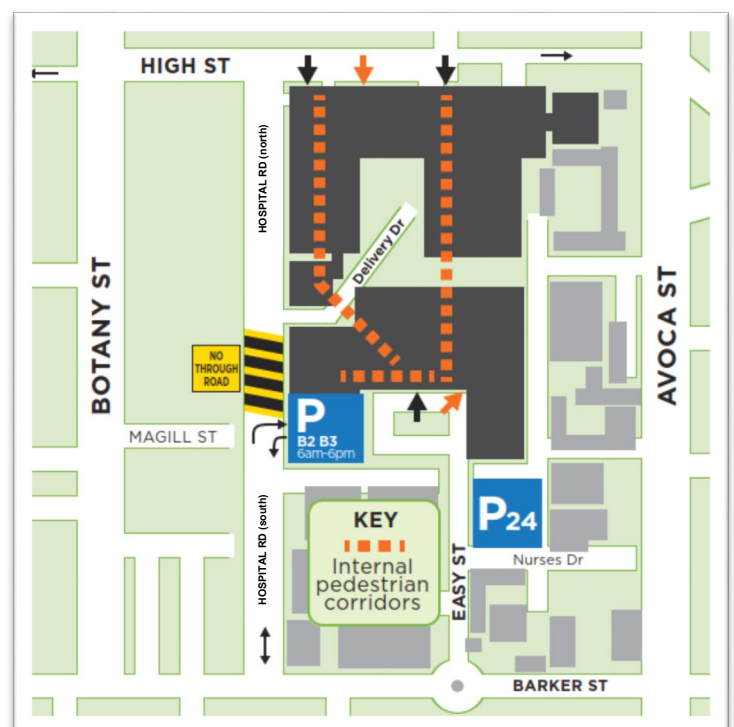 HIGH ST
HOSPITAL RD (north)
Delivery Dr
BOTANY ST
AVOCA ST
NO
THROUGH
ROAD
P
B2 B3
6am-6pm
MAGILL ST
P24
KEY
Internal
pedestrian
corridors
HOSPITAL RD (south)
EASY ST
Nurses Dr
BARKER ST